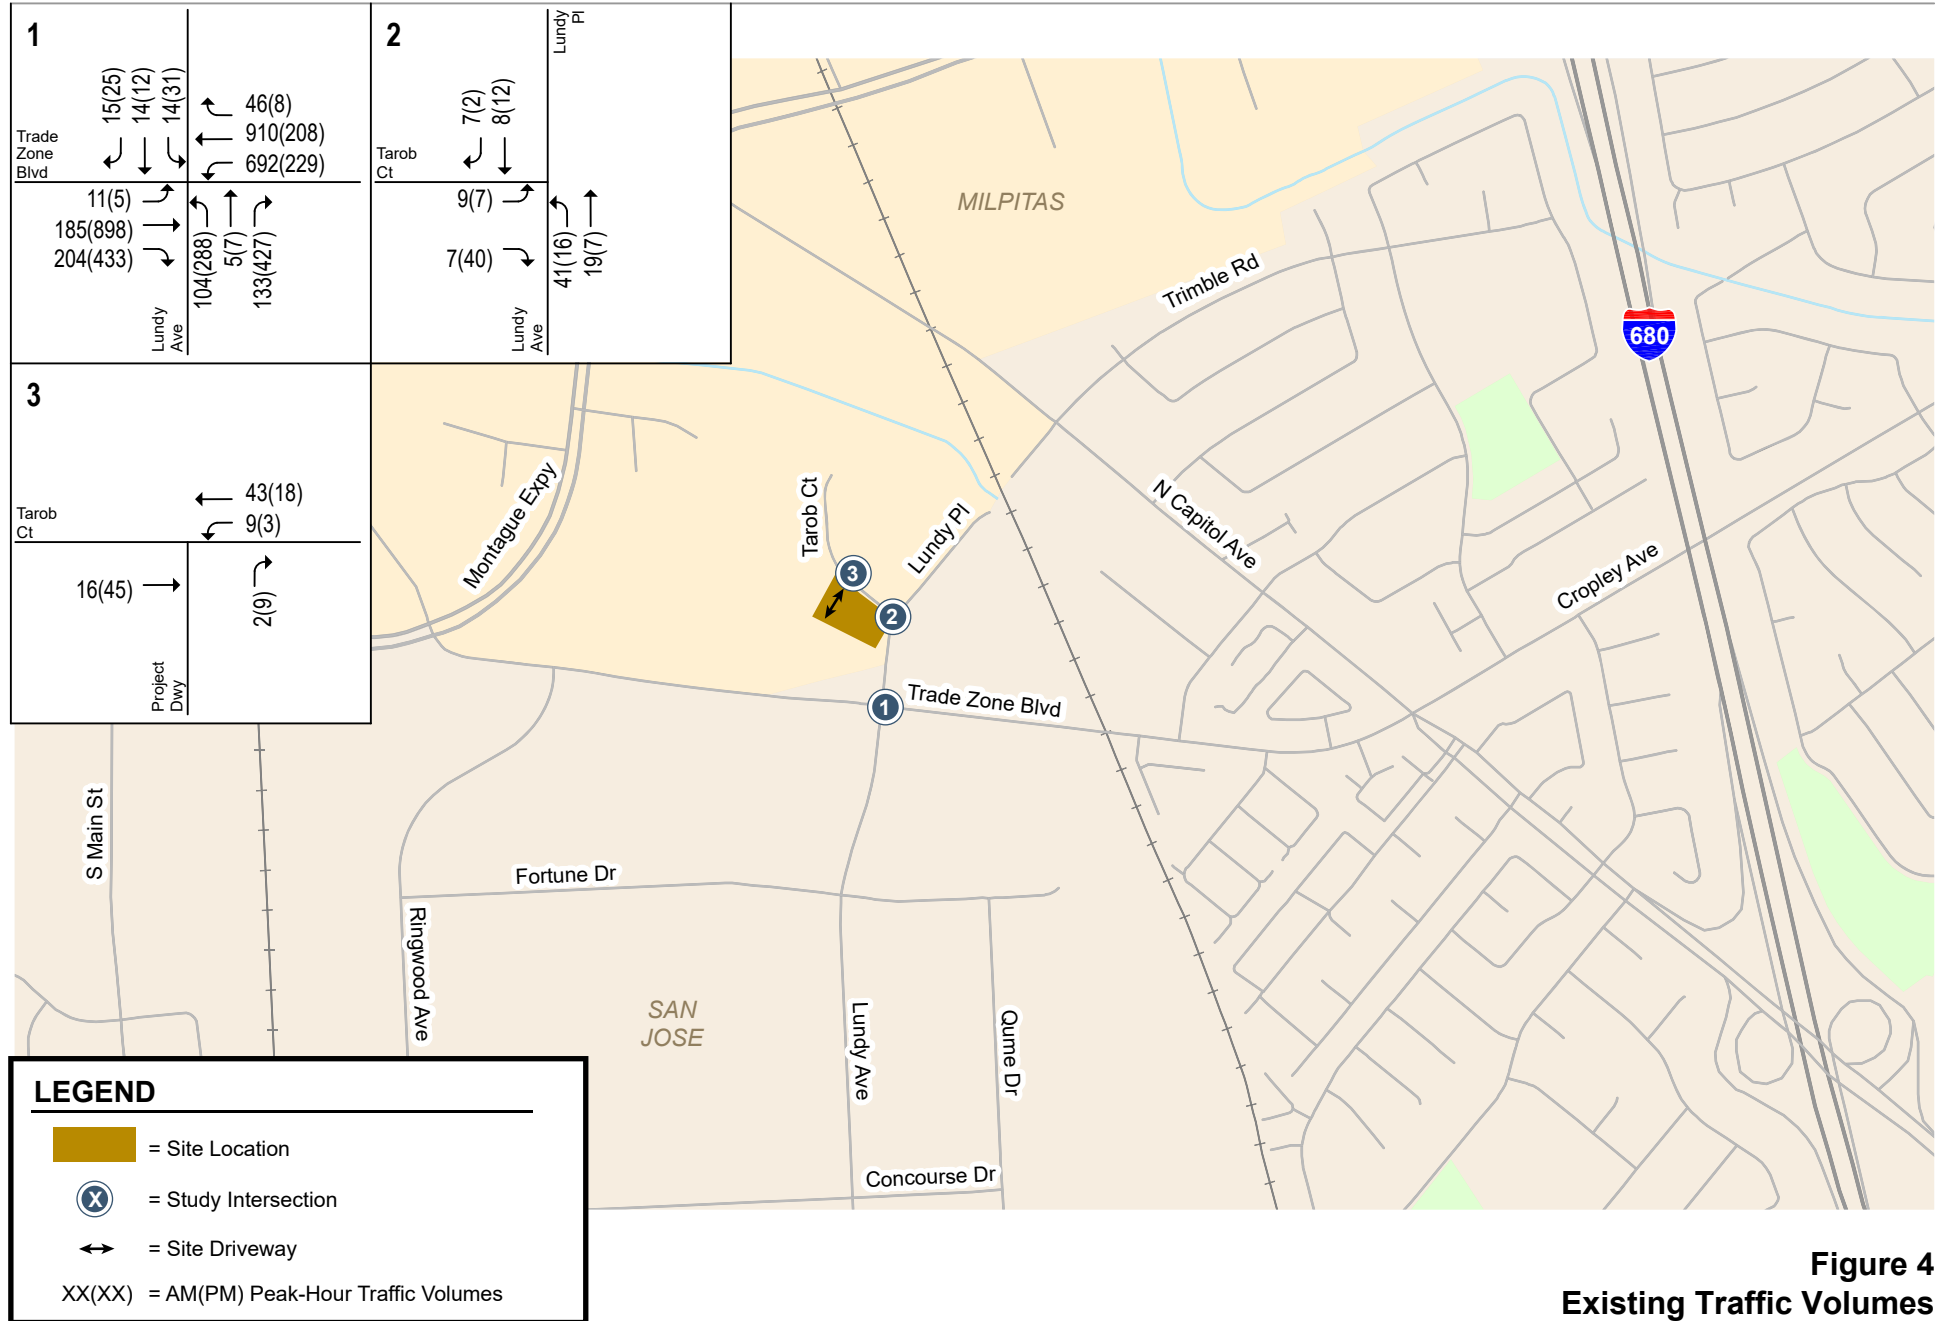 1
15(25)
14(12)
14(31)
46(8)
910(208)
692(229)
Trade
Zone
Blvd
11(5)
185(898)
204(433)
104(288)
5(7)
133(427)
Lundy
Ave
2
Lundy
Pl
7(2)
8(12)
Tarob
Ct
9(7)
7(40)
41(16)
19(7)
Lundy
Ave
3
43(18)
9(3)
Tarob
Ct
16(45)
2(9)
Project
Dwy
MILPITAS
Trimble Rd
680
Montague Expy
Tarob Ct
Lundy Pl
N Capitol Ave
Cropley Ave
3
2
1
Trade Zone Blvd
S Main St
Fortune Dr
Ringwood Ave
SAN
JOSE
Lundy Ave
Qume Dr
Concourse Dr
LEGEND
= Site Location
X = Study Intersection
= Site Driveway
XX(XX) = AM(PM) Peak-Hour Traffic Volumes
Figure 4
Existing Traffic Volumes